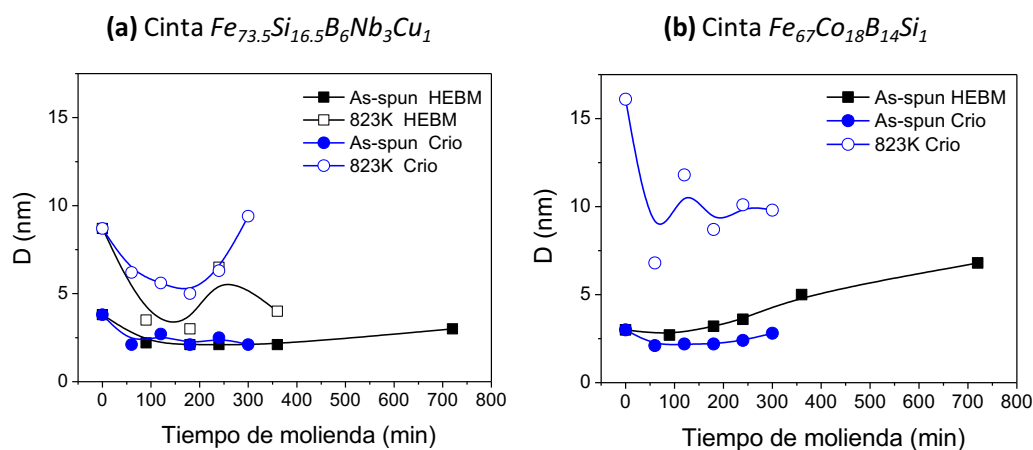 (a) Cinta Fe73.5Si16.5B6Nb3Cu1
As-spun HEBM
823K HEBM
As-spun Crio
823K Crio
D (nm)
15
10
5
0
0 100 200 300 400 500 600 700 800
Tiempo de molienda (min)
(b) Cinta Fe67Co18B14Si1
As-spun HEBM
As-spun Crio
823K Crio
D (nm)
15
10
5
0
0 100 200 300 400 500 600 700 800
Tiempo de molienda (min)